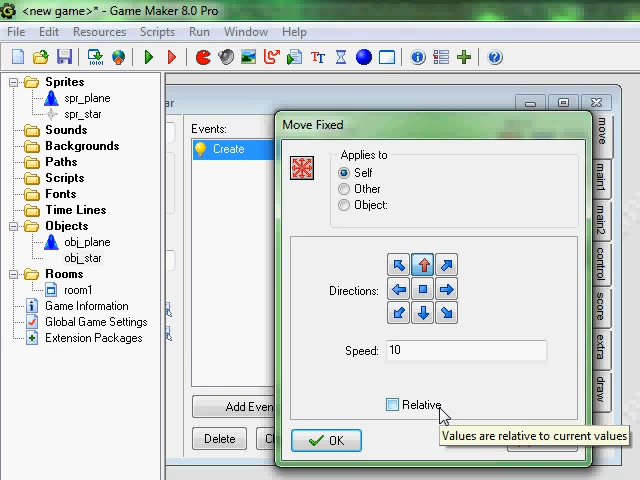 <new game>* - Game Maker 8.0 Pro
File Edit Resources Scripts Run Window Help
Sprites
spr_plane
spr_star
Sounds
Backgrounds
Paths
Scripts
Fonts
Time Lines
Objects
obj_plane
obj_star
Rooms
room1
Game Information
Global Game Settings
Extension Packages
Events:
Create
Add Even
Delete
Move Fixed
Applies to
Self
Other
Object:
Directions:
Speed: 10
Relative
OK
Values are relative to current values
move
main1
main2
control
score
extra
draw